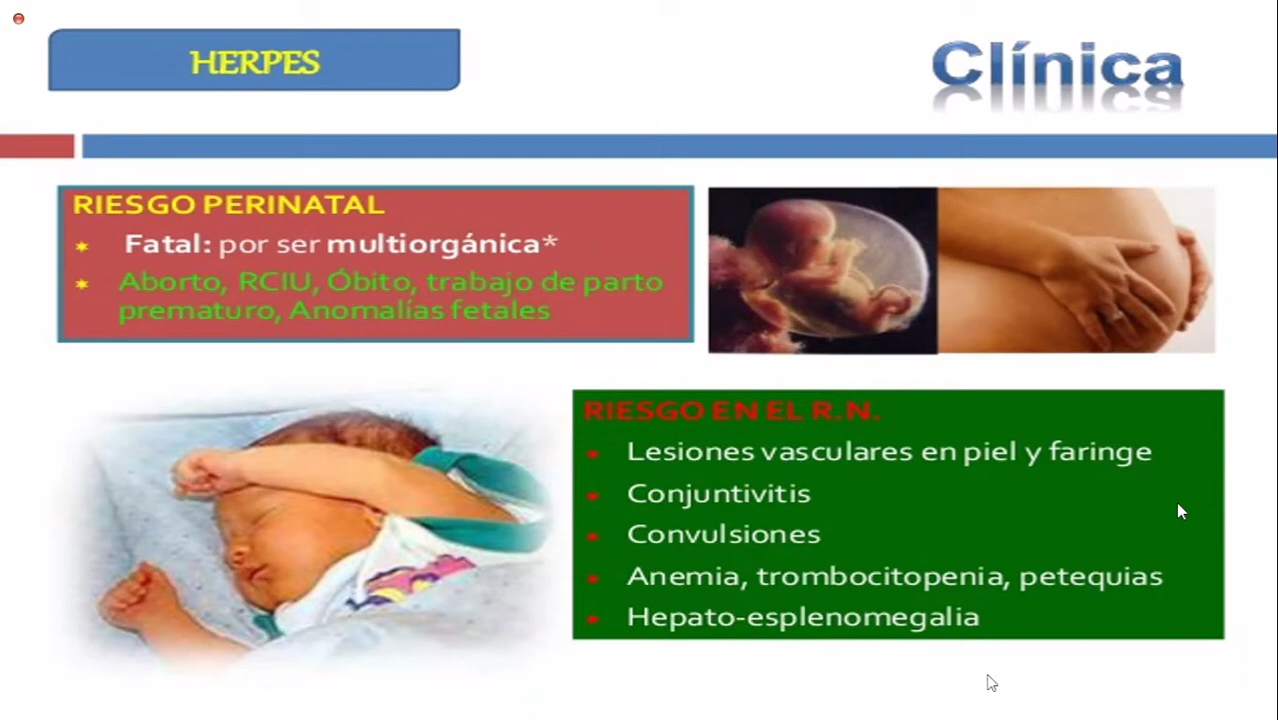 HERPES
Clínica
RIESGO PERINATAL
Fatal: por ser multiorgánica*
Aborto, RCIU, Óbito, trabajo de parto
prematuro, Anomalías fetales
RIESGO EN EL R.N.
Lesiones vasculares en piel y faringe
Conjuntivitis
Convulsiones
Anemia, trombocitopenia, petequias
Hepato-esplenomegalia